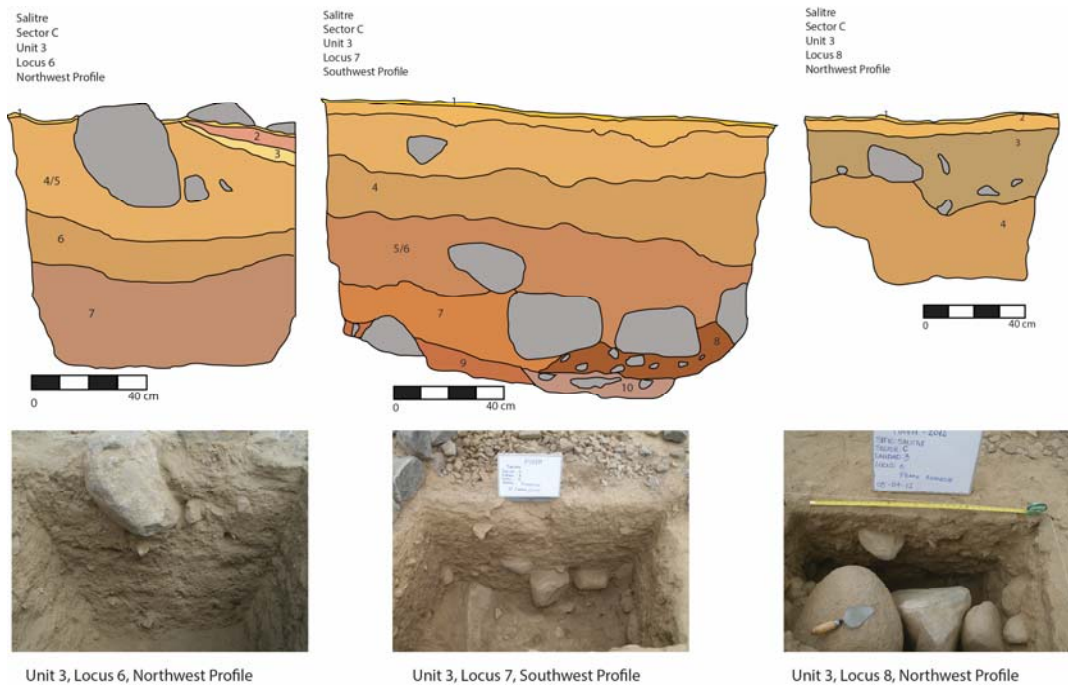 Salitre
Sector C
Unit 3
Locus 6
Northwest Profile
1
2
3
4/5
6
7
0
40 cm
Salitre
Sector C
Unit 3
Locus 7
Southwest Profile
1
4
5/6
7
8
9
10
0
40 cm
Salitre
Sector C
Unit 3
Locus 8
Northwest Profile
1
2
3
4
0
40 cm
Unit 3, Locus 6, Northwest Profile
Unit 3, Locus 7, Southwest Profile
Unit 3, Locus 8, Northwest Profile